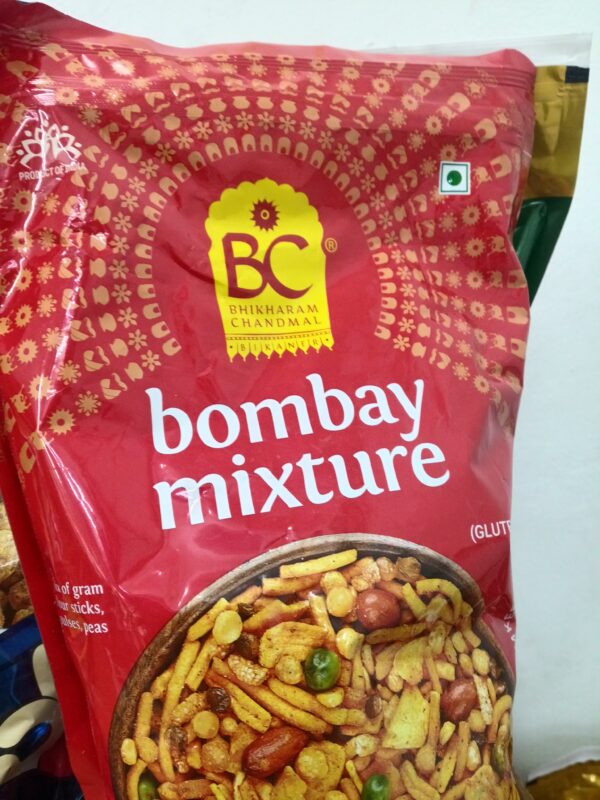 PRODUCT OF INDIA
BC®
BHIKHARAM
CHANDMAL
BIKANER
bombay
mixture
(GLUT
of gram
sticks,
peas